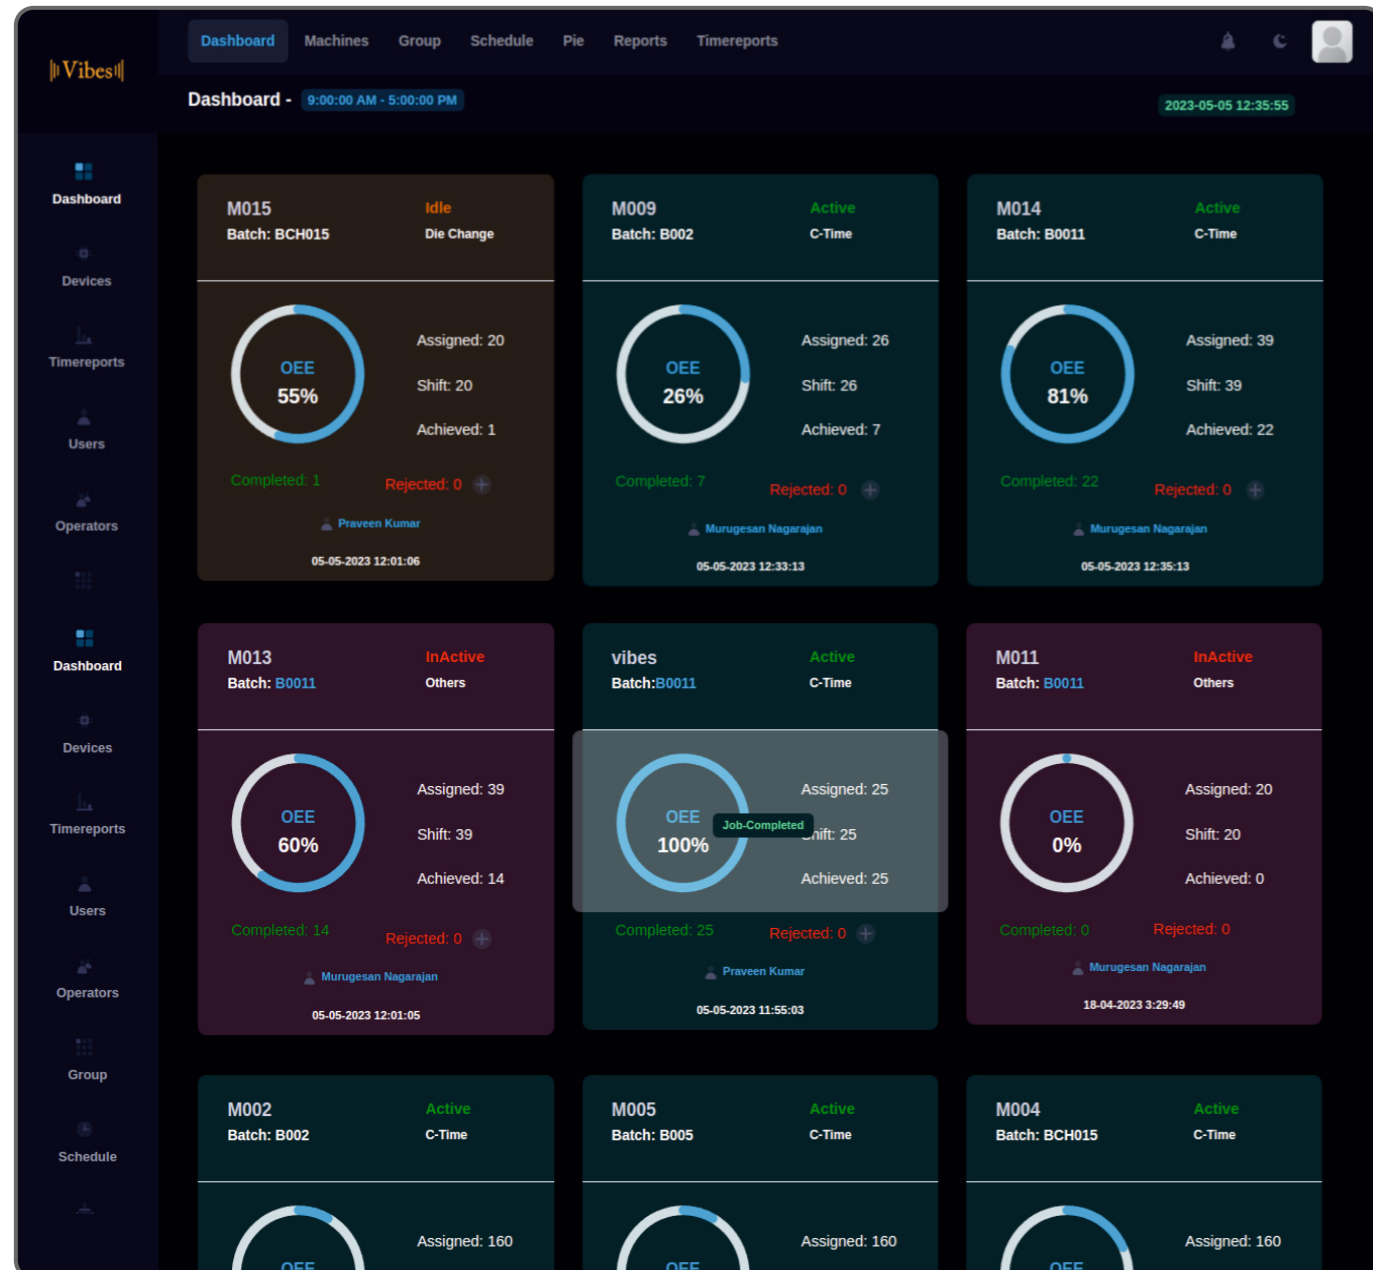 Vibes
Dashboard Machines Group Schedule Pie Reports Timereports
Dashboard - 9:00:00 AM - 5:00:00 PM
2023-05-05 12:35:55
Dashboard
Devices
Timereports
Users
Operators
Dashboard
Devices
Timereports
Users
Operators
Group
Schedule
M015 Idle
Batch: BCH015 Die Change
OEE
55%
Assigned: 20
Shift: 20
Achieved: 1
Completed: 1 Rejected: 0
Praveen Kumar
05-05-2023 12:01:06
M009 Active
Batch: B002 C-Time
OEE
26%
Assigned: 26
Shift: 26
Achieved: 7
Completed: 7 Rejected: 0
Murugesan Nagarajan
05-05-2023 12:33:13
M014 Active
Batch: B0011 C-Time
OEE
81%
Assigned: 39
Shift: 39
Achieved: 22
Completed: 22 Rejected: 0
Murugesan Nagarajan
05-05-2023 12:35:13
M013 InActive
Batch: B0011 Others
OEE
60%
Assigned: 39
Shift: 39
Achieved: 14
Completed: 14 Rejected: 0
Murugesan Nagarajan
05-05-2023 12:01:05
vibes Active
Batch:B0011 C-Time
OEE
100%
Job-Completed
Assigned: 25
Shift: 25
Achieved: 25
Completed: 25 Rejected: 0
Praveen Kumar
05-05-2023 11:55:03
M011 InActive
Batch: B0011 Others
OEE
0%
Assigned: 20
Shift: 20
Achieved: 0
Completed: 0 Rejected: 0
Murugesan Nagarajan
18-04-2023 3:29:49
M002 Active
Batch: B002 C-Time
Assigned: 160
OEE
M005 Active
Batch: B005 C-Time
Assigned: 160
OEE
M004 Active
Batch: BCH015 C-Time
Assigned: 160
OEE